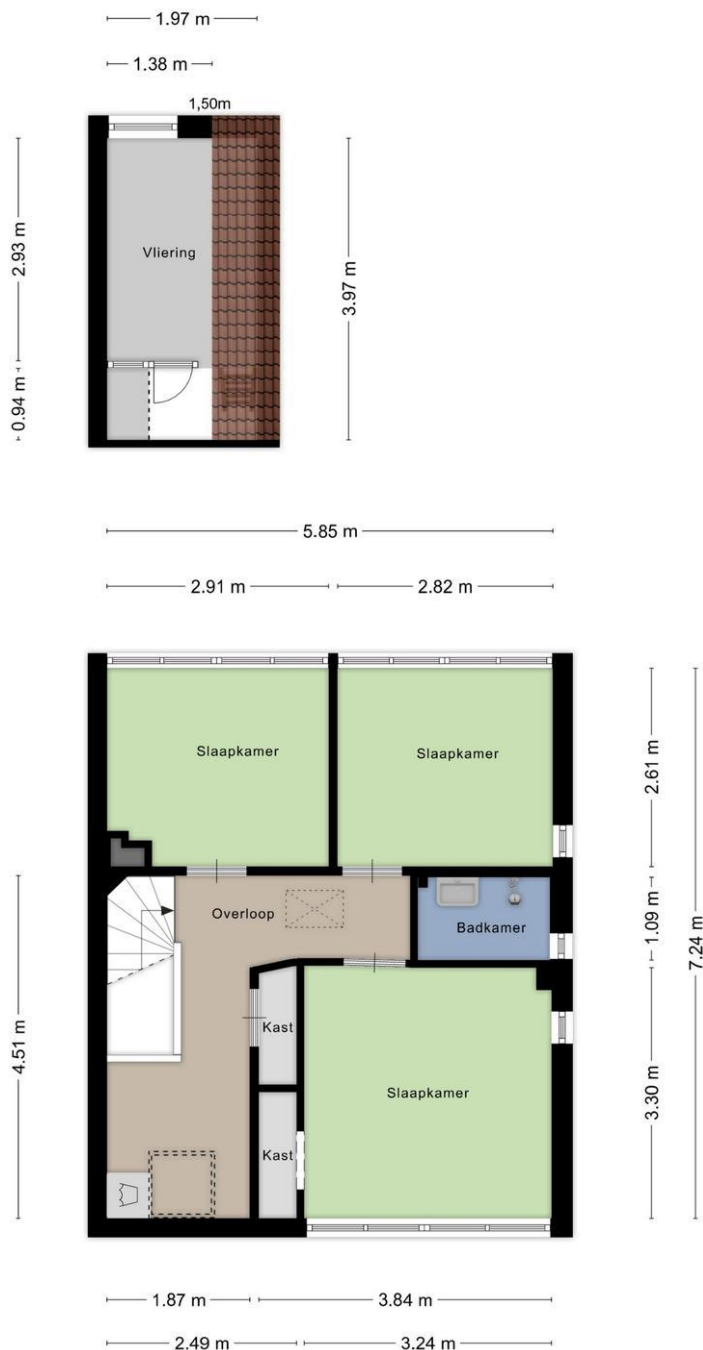 1.97 m
1.38 m
1,50m
2.93 m
Vliering
3.97 m
0.94 m
5.85 m
2.91 m
2.82 m
Slaapkamer
Slaapkamer
2.61 m
Overloop
Badkamer
1.09 m
7.24 m
4.51 m
Kast
Slaapkamer
3.30 m
Kast
1.87 m
3.84 m
2.49 m
3.24 m